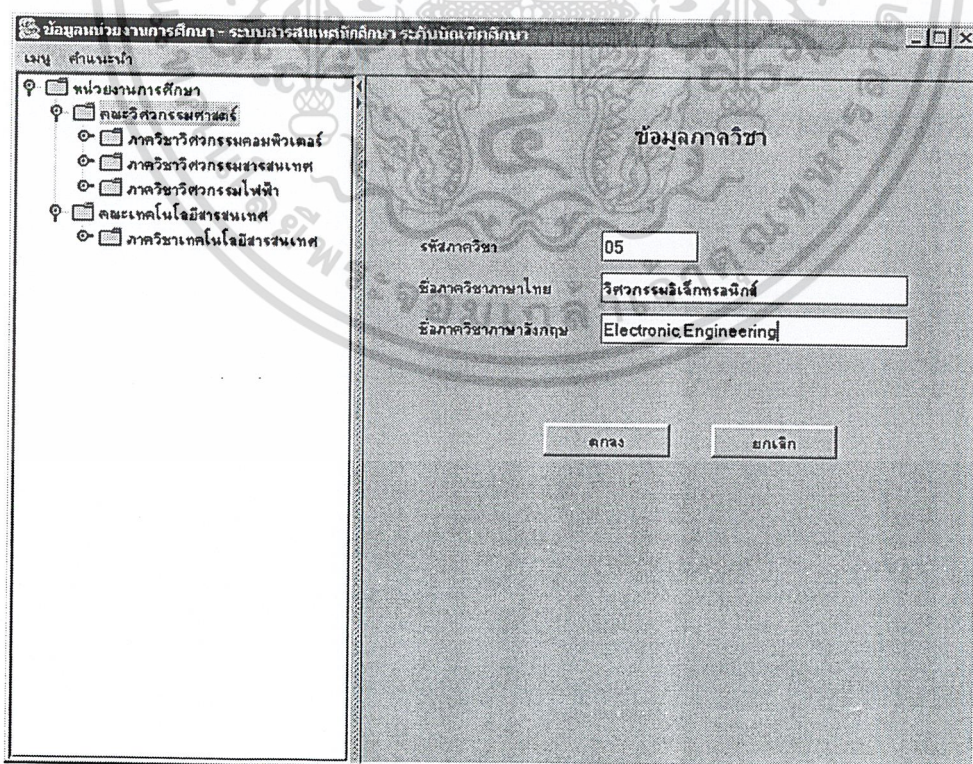 ข้อมูลหน่วยงานการศึกษา - ระบบสารสนเทศนักศึกษา ระดับบัณฑิตศึกษา
เมนู คำแนะนำ
หน่วยงานการศึกษา
คณะวิศวกรรมศาสตร์
ภาควิชาวิศวกรรมคอมพิวเตอร์
ภาควิชาวิศวกรรมสารสนเทศ
ภาควิชาวิศวกรรมไฟฟ้า
คณะเทคโนโลยีสารสนเทศ
ภาควิชาเทคโนโลยีสารสนเทศ
ข้อมูลภาควิชา
รหัสภาควิชา 05
ชื่อภาควิชาภาษาไทย วิศวกรรมอิเล็กทรอนิกส์
ชื่อภาควิชาภาษาอังกฤษ Electronic Engineering
ตกลง ยกเลิก